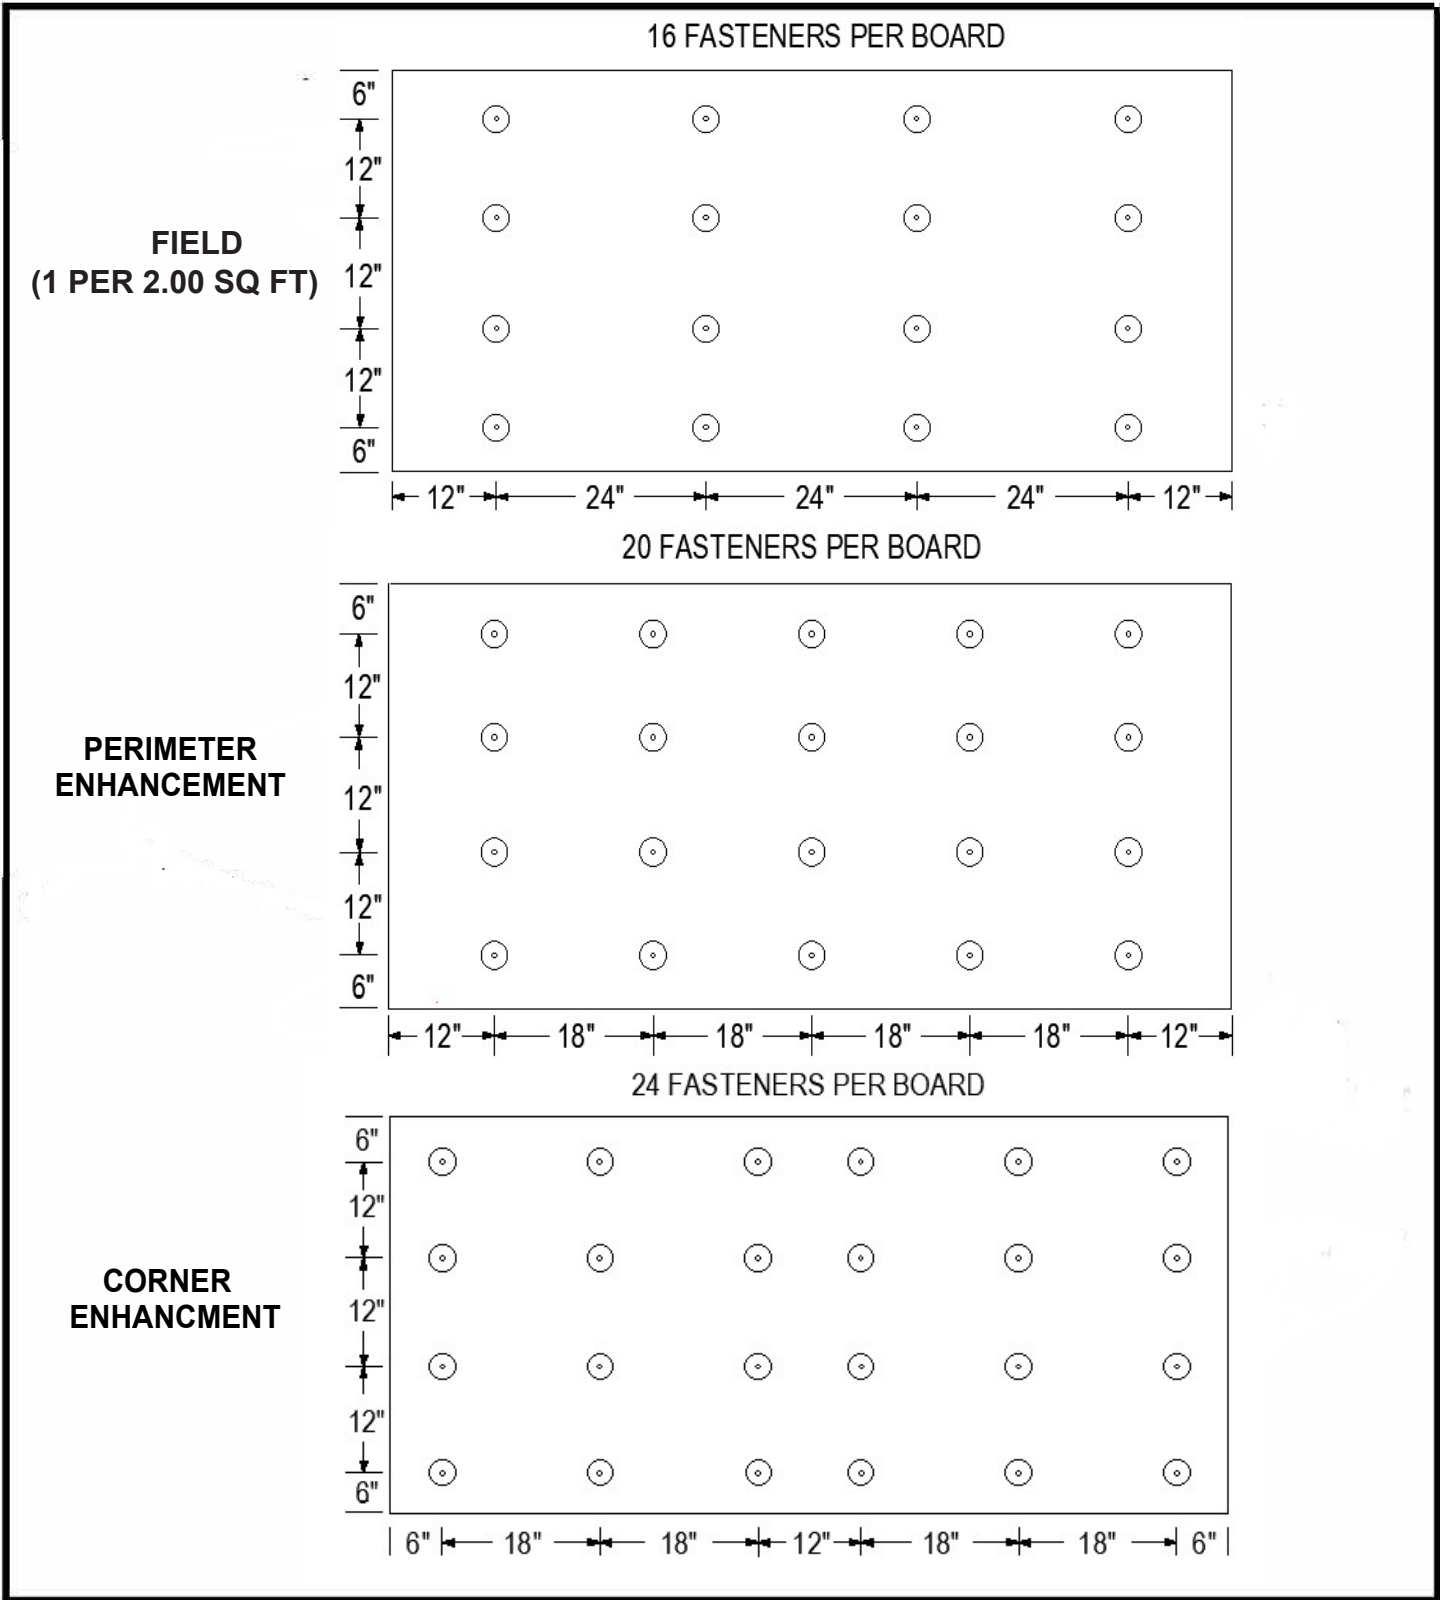 16 FASTENERS PER BOARD
6"
12"
FIELD
(1 PER 2.00 SQ FT)
12"
12"
6"
12" 24" 24" 24" 12"
20 FASTENERS PER BOARD
6"
12"
PERIMETER
ENHANCEMENT
12"
12"
6"
12" 18" 18" 18" 18" 12"
24 FASTENERS PER BOARD
6"
12"
CORNER
ENHANCMENT
12"
12"
6"
6" 18" 18" 12" 18" 18" 6"